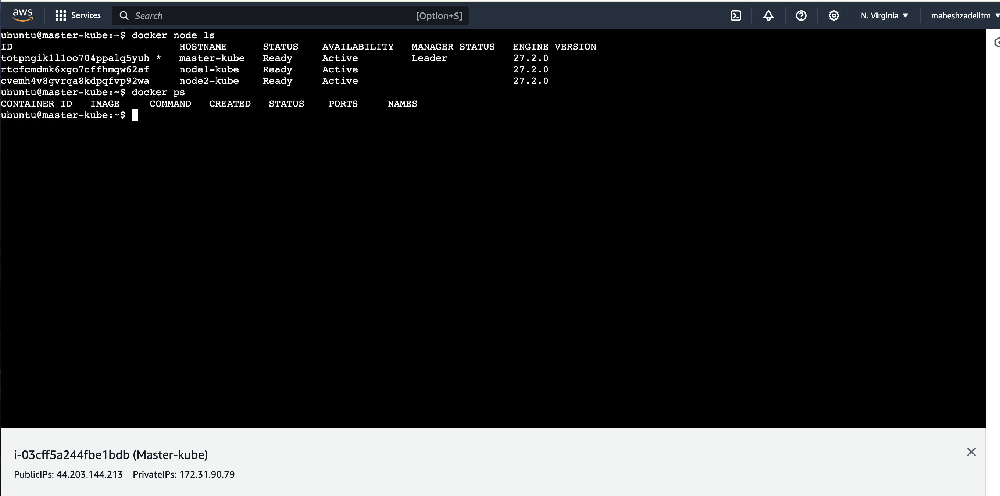 aws Services Search [Option+S] N. Virginia maheshzadeiitm
ubuntu@master-kube:~$ docker node ls
ID HOSTNAME STATUS AVAILABILITY MANAGER STATUS ENGINE VERSION
totpngik1l1oo704ppalq5yuh * master-kube Ready Active Leader 27.2.0
rtcfcmdmk6xgo7cffhmqw62af node1-kube Ready Active 27.2.0
cvemh4v8gvrqa8kdpqfvp92wa node2-kube Ready Active 27.2.0
ubuntu@master-kube:~$ docker ps
CONTAINER ID IMAGE COMMAND CREATED STATUS PORTS NAMES
ubuntu@master-kube:~$
i-03cff5a244fbe1bdb (Master-kube)
PublicIPs: 44.203.144.213 PrivateIPs: 172.31.90.79